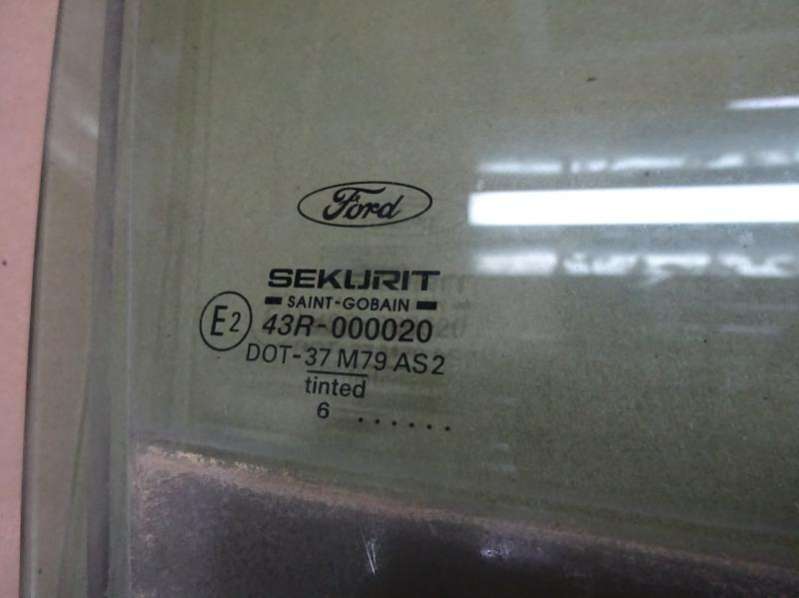 Ford
SEKURIT
SAINT-GOBAIN
E2 43R-000020
DOT-37 M79 AS2
tinted
6 ......